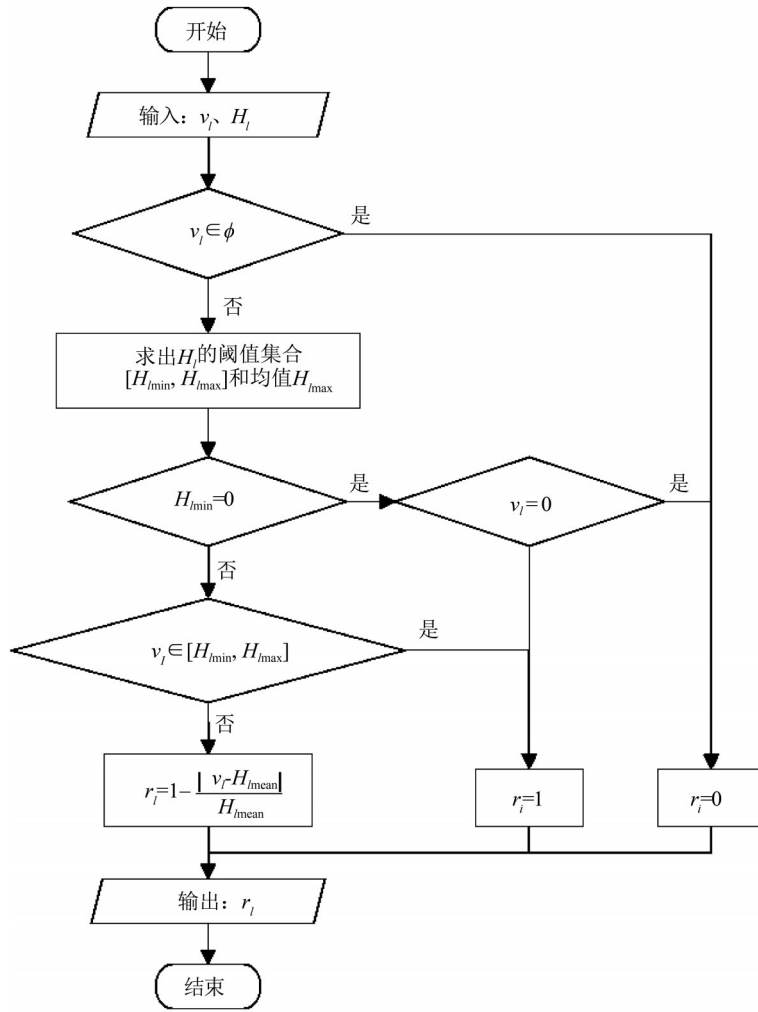 开始
输入：v_l、H_l
v_l∈ϕ
是
否
求出H_l的阈值集合
[H_lmin, H_lmax]和均值H_lmax
H_lmin=0
是
v_l=0
是
否
v_l∈[H_lmin, H_lmax]
是
否
r_l=1-|v_l-H_lmean|/H_lmean
r_i=1
r_i=0
输出：r_l
结束